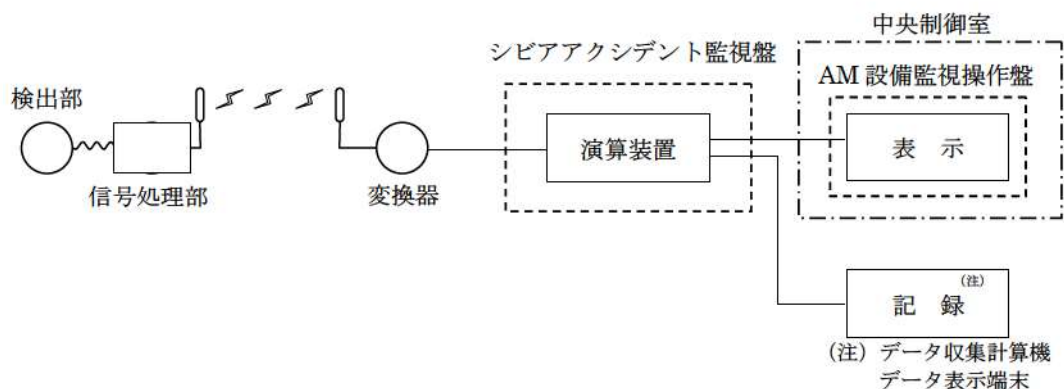 中央制御室
シビアアクシデント監視盤
AM 設備監視操作盤
検出部
信号処理部
変換器
演算装置
表 示
記 録 (注)
(注) データ収集計算機
データ表示端末